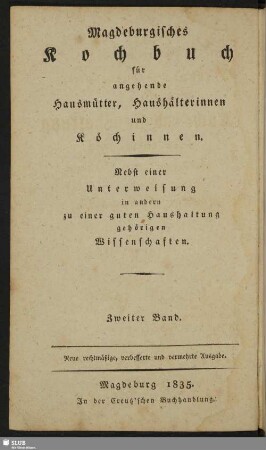 Magdeburgisches
Kochbuch
für
angehende
Hausmütter, Haushälterinnen
und
Köchinnen.
Nebst einer
Unterweisung
in andern
zu einer guten Haushaltung
gehörigen
Wissenschaften.
Zweiter Band.
Neue rechtmäßige, verbesserte und vermehrte Ausgabe.
Magdeburg 1835.
In der Creutz'schen Buchhandlung.
SLUB